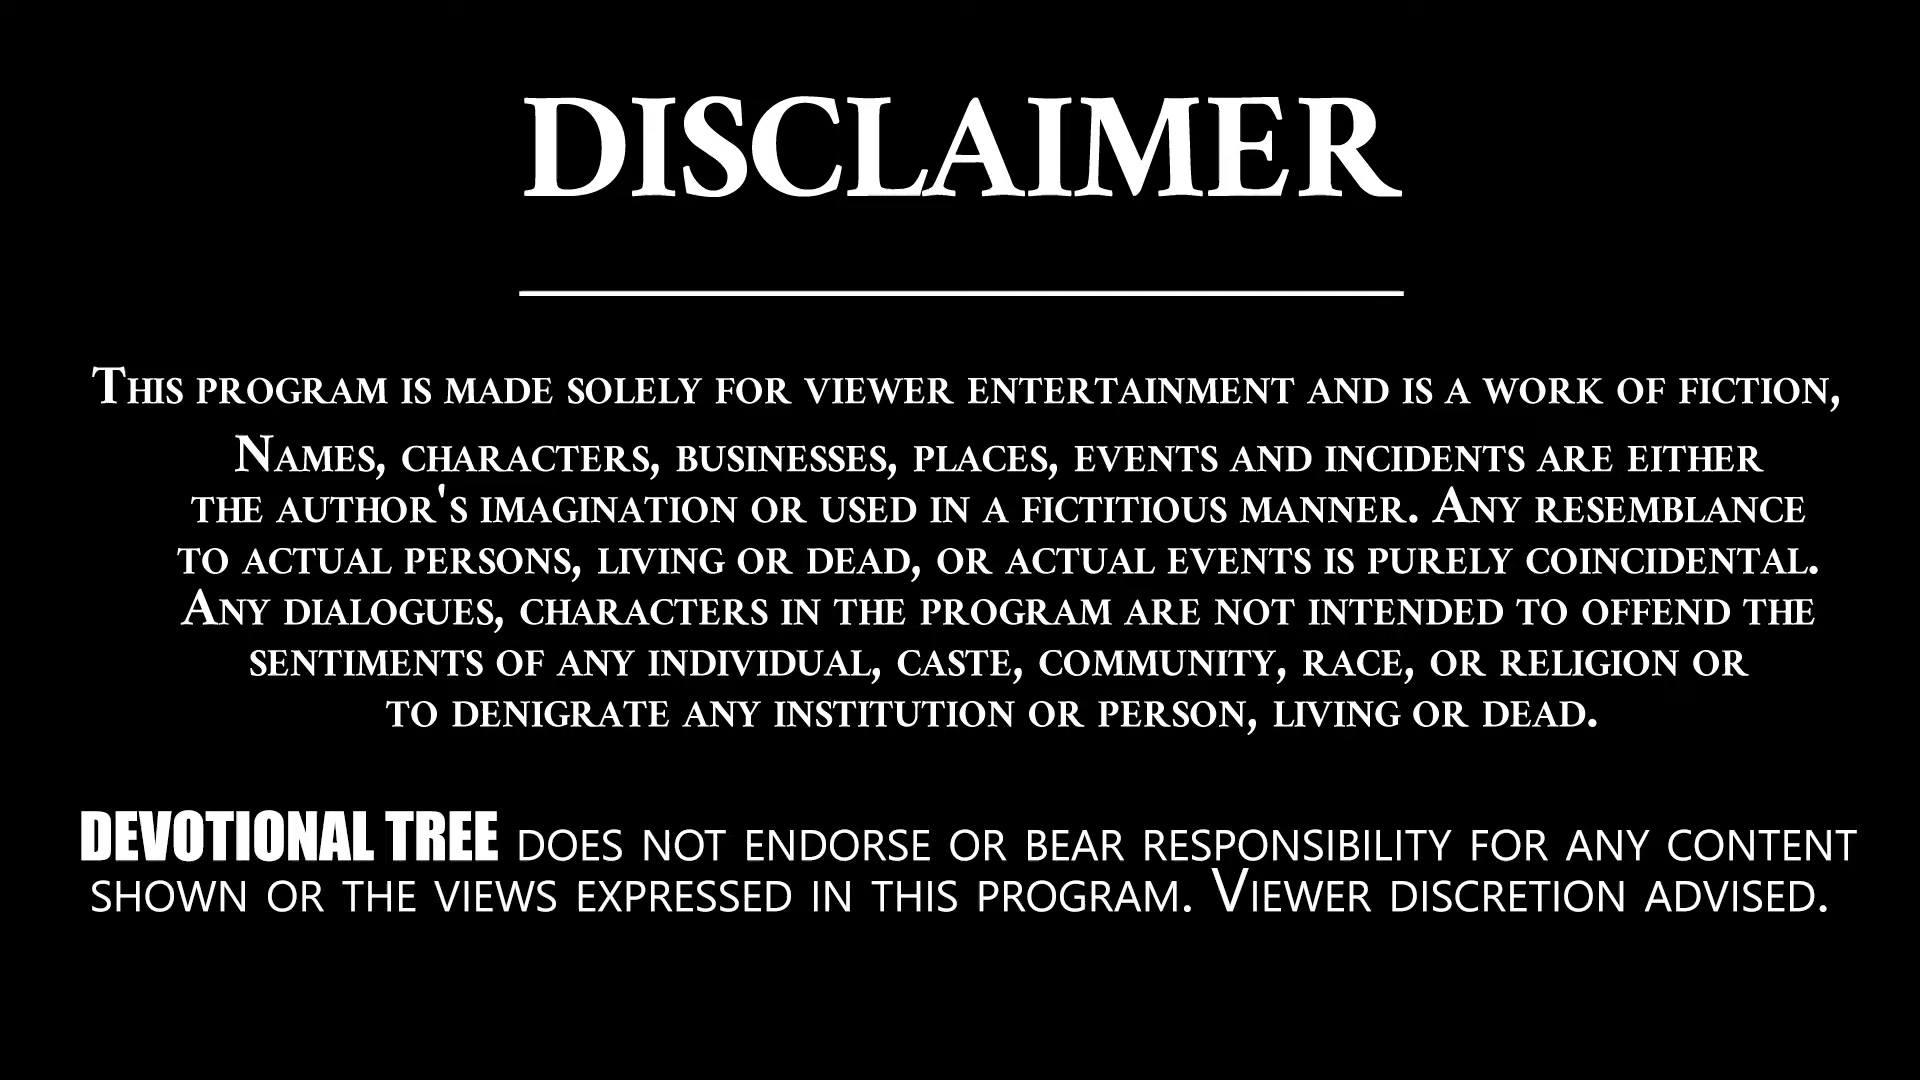 DISCLAIMER
This program is made solely for viewer entertainment and is a work of fiction,
Names, characters, businesses, places, events and incidents are either
the author's imagination or used in a fictitious manner. Any resemblance
to actual persons, living or dead, or actual events is purely coincidental.
Any dialogues, characters in the program are not intended to offend the
sentiments of any individual, caste, community, race, or religion or
to denigrate any institution or person, living or dead.
DEVOTIONAL TREE does not endorse or bear responsibility for any content
shown or the views expressed in this program. Viewer discretion advised.